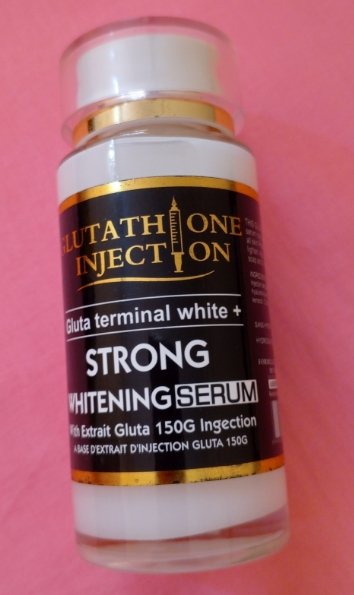 GLUTATHIONE
INJECTION
Gluta terminal white +
STRONG
WHITENING SERUM
With Extrait Gluta 150G Ingection
A BASE D'EXTRAIT D'INJECTION GLUTA 150G